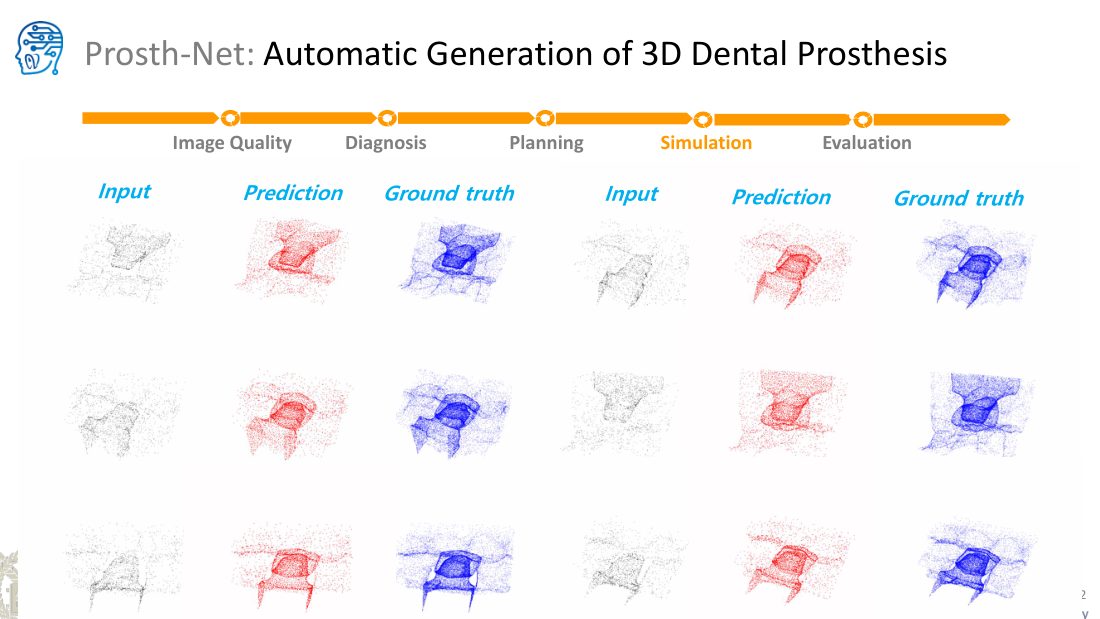 Prosth-Net: Automatic Generation of 3D Dental Prosthesis
Image Quality
Diagnosis
Planning
Simulation
Evaluation
Input
Prediction
Ground truth
Input
Prediction
Ground truth
2
y